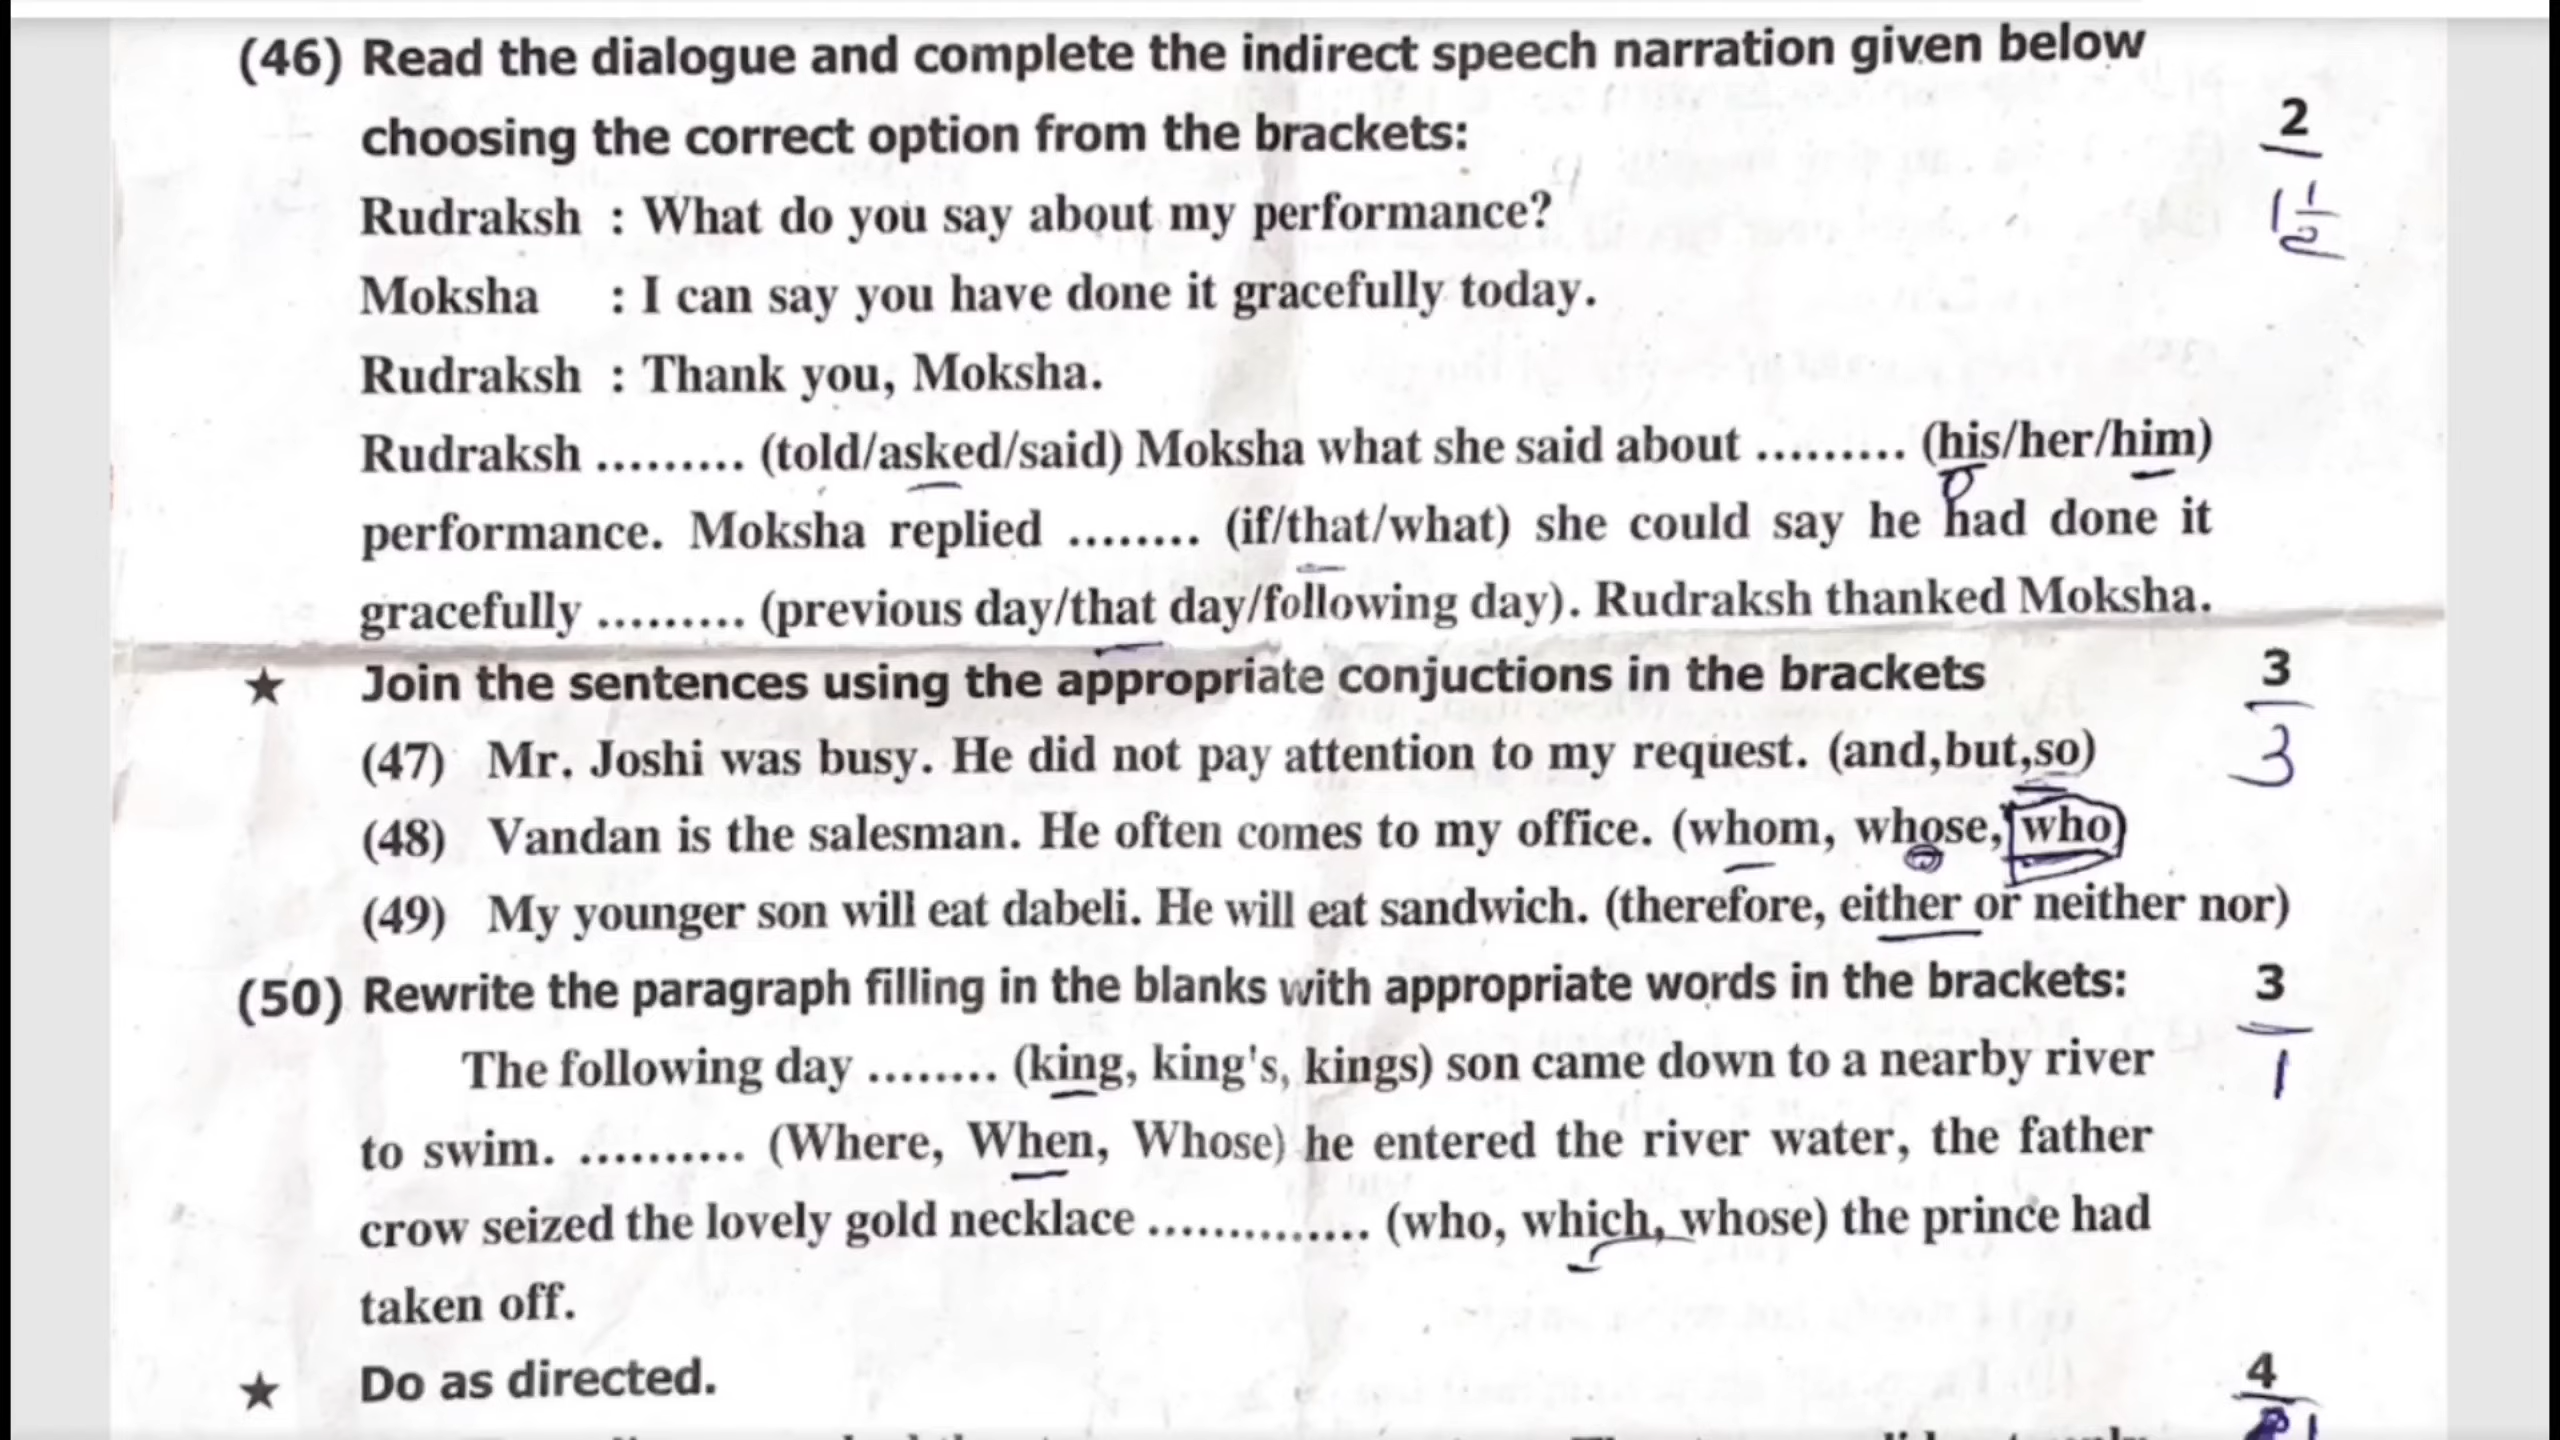 (46) Read the dialogue and complete the indirect speech narration given below
choosing the correct option from the brackets: 2
1 1/2
Rudraksh : What do you say about my performance?
Moksha : I can say you have done it gracefully today.
Rudraksh : Thank you, Moksha.
Rudraksh ......... (told/asked/said) Moksha what she said about ......... (his/her/him)
performance. Moksha replied ........ (if/that/what) she could say he had done it
gracefully ......... (previous day/that day/following day). Rudraksh thanked Moksha.
★ Join the sentences using the appropriate conjuctions in the brackets 3
3
(47) Mr. Joshi was busy. He did not pay attention to my request. (and,but,so)
(48) Vandan is the salesman. He often comes to my office. (whom, whose, who)
(49) My younger son will eat dabeli. He will eat sandwich. (therefore, either or neither nor)
(50) Rewrite the paragraph filling in the blanks with appropriate words in the brackets: 3
1
The following day ........ (king, king's, kings) son came down to a nearby river
to swim. .......... (Where, When, Whose) he entered the river water, the father
crow seized the lovely gold necklace .............. (who, which, whose) the prince had
taken off.
★ Do as directed. 4